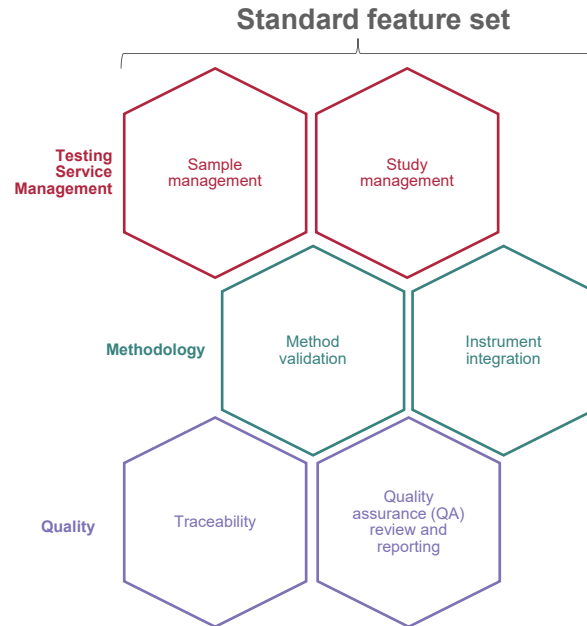 Standard feature set
Testing
Service
Management
Sample
management
Study
management
Methodology
Method
validation
Instrument
integration
Quality
Traceability
Quality
assurance (QA)
review and
reporting